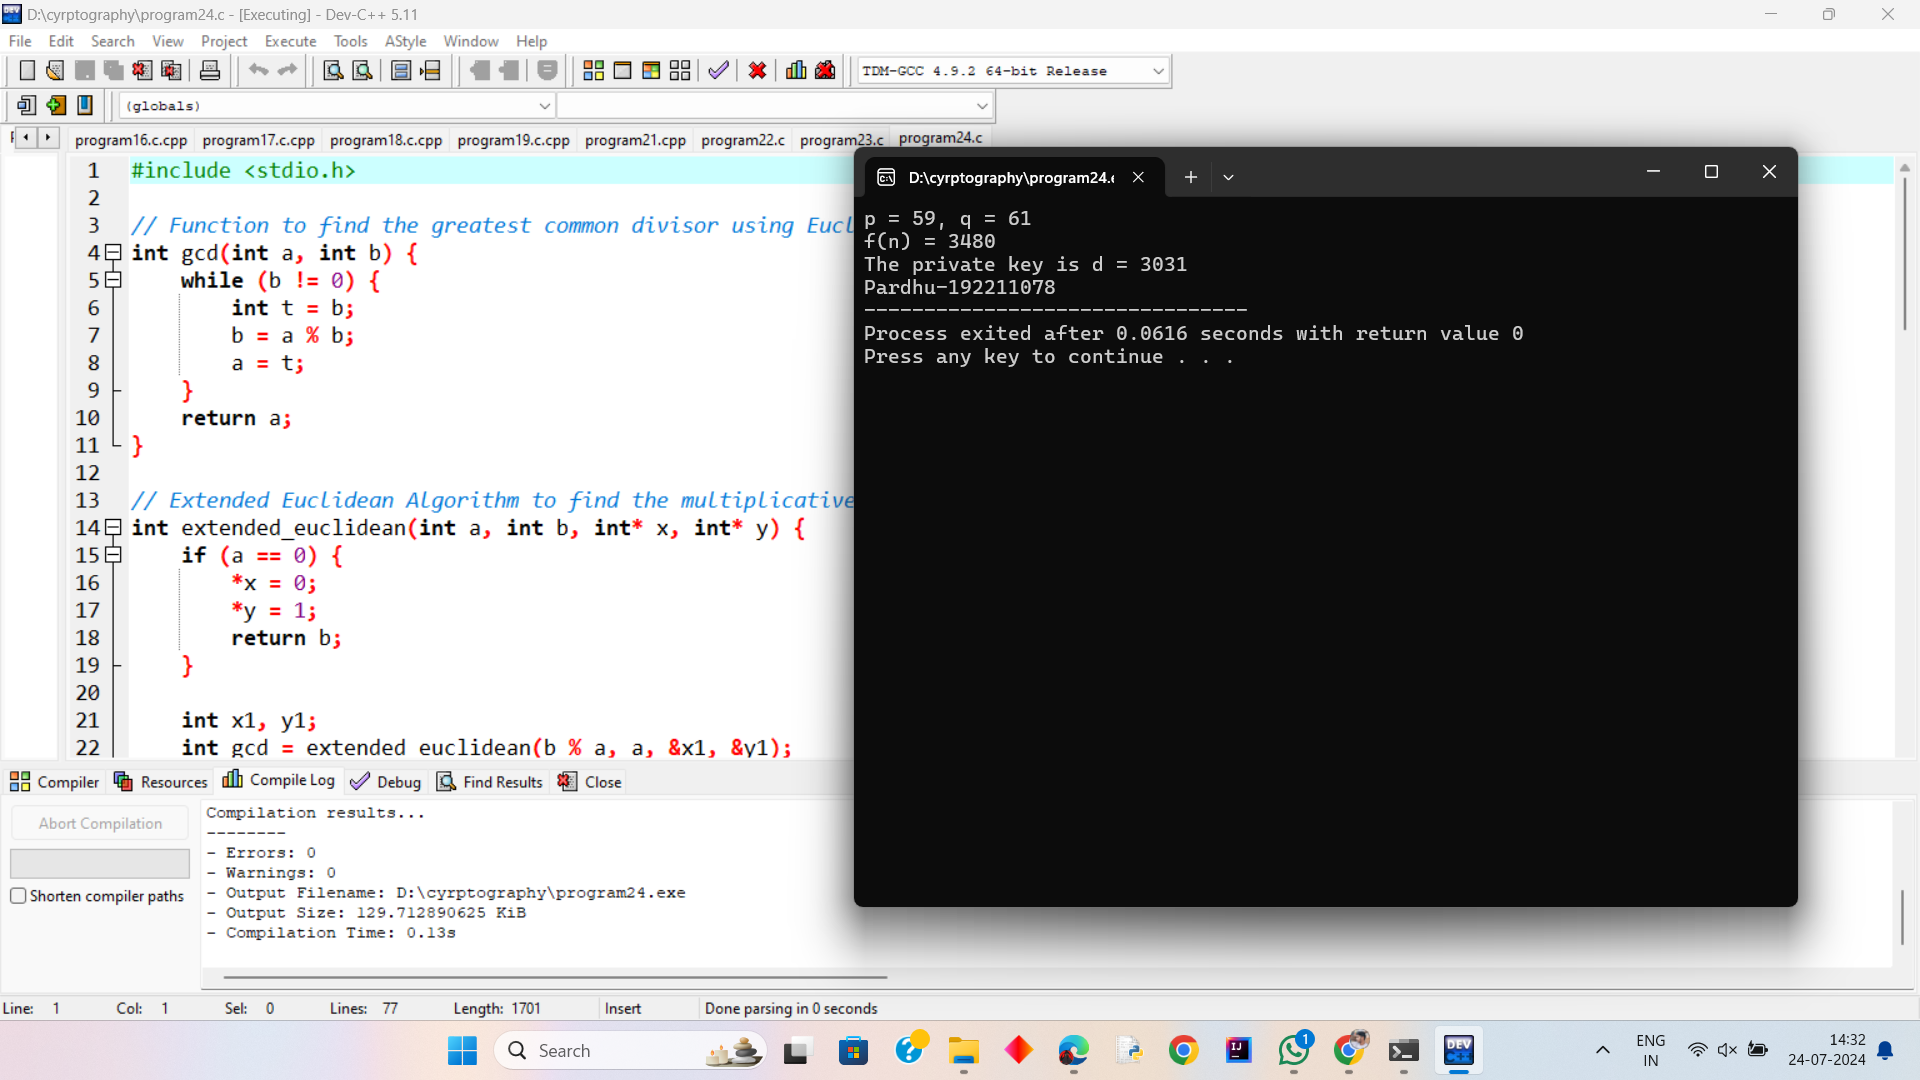 D:\cyrptography\program24.c - [Executing] - Dev-C++ 5.11
File Edit Search View Project Execute Tools AStyle Window Help
TDM-GCC 4.9.2 64-bit Release
(globals)
program16.c.cpp program17.c.cpp program18.c.cpp program19.c.cpp program21.cpp program22.c program23.c program24.c
1 #include <stdio.h>
2
3 // Function to find the greatest common divisor using Eucl
4 int gcd(int a, int b) {
5 while (b != 0) {
6 int t = b;
7 b = a % b;
8 a = t;
9 }
10 return a;
11 }
12
13 // Extended Euclidean Algorithm to find the multiplicative
14 int extended_euclidean(int a, int b, int* x, int* y) {
15 if (a == 0) {
16 *x = 0;
17 *y = 1;
18 return b;
19 }
20
21 int x1, y1;
22 int gcd = extended_euclidean(b % a, a, &x1, &y1);
D:\cyrptography\program24.e
p = 59, q = 61
f(n) = 3480
The private key is d = 3031
Pardhu-192211078
--------------------------------
Process exited after 0.0616 seconds with return value 0
Press any key to continue . . .
Compiler Resources Compile Log Debug Find Results Close
Abort Compilation
Shorten compiler paths
Compilation results...
--------
- Errors: 0
- Warnings: 0
- Output Filename: D:\cyrptography\program24.exe
- Output Size: 129.712890625 KiB
- Compilation Time: 0.13s
Line: 1 Col: 1 Sel: 0 Lines: 77 Length: 1701 Insert Done parsing in 0 seconds
Search
IJ
1
DEV C++
ENG
IN
14:32
24-07-2024